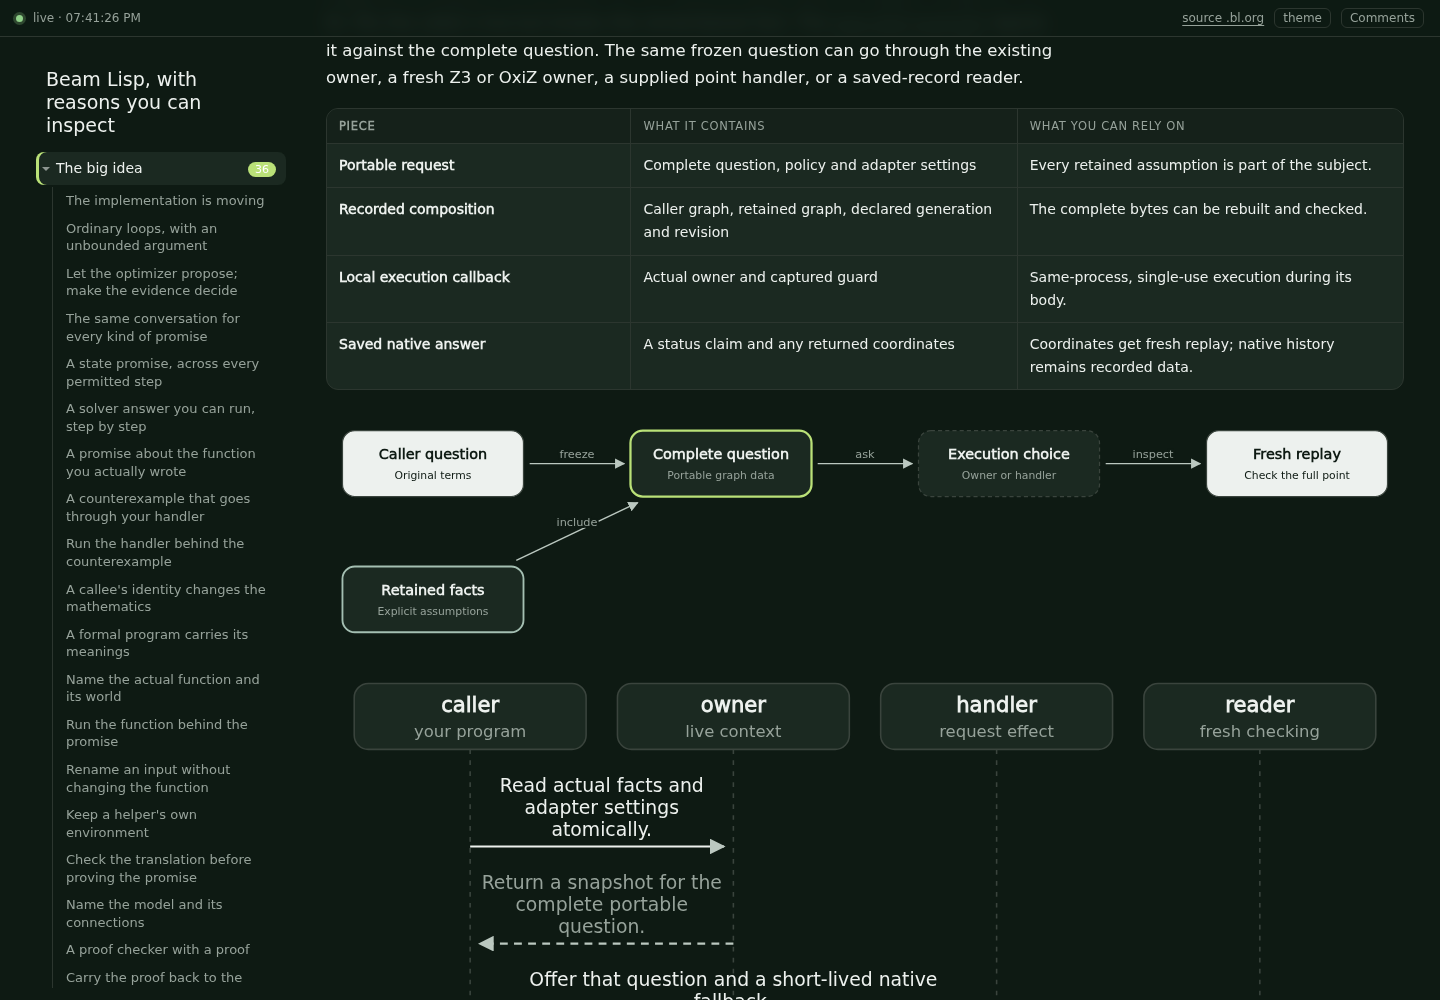 live · 07:41:26 PM
source .bl.org
theme
Comments
Beam Lisp, with
reasons you can
inspect
The big idea
36
The implementation is moving
Ordinary loops, with an
unbounded argument
Let the optimizer propose;
make the evidence decide
The same conversation for
every kind of promise
A state promise, across every
permitted step
A solver answer you can run,
step by step
A promise about the function
you actually wrote
A counterexample that goes
through your handler
Run the handler behind the
counterexample
A callee's identity changes the
mathematics
A formal program carries its
meanings
Name the actual function and
its world
Run the function behind the
promise
Rename an input without
changing the function
Keep a helper's own
environment
Check the translation before
proving the promise
Name the model and its
connections
A proof checker with a proof
Carry the proof back to the
it against the complete question. The same frozen question can go through the existing
owner, a fresh Z3 or OxiZ owner, a supplied point handler, or a saved-record reader.
PIECE
WHAT IT CONTAINS
WHAT YOU CAN RELY ON
Portable request
Complete question, policy and adapter settings
Every retained assumption is part of the subject.
Recorded composition
Caller graph, retained graph, declared generation
and revision
The complete bytes can be rebuilt and checked.
Local execution callback
Actual owner and captured guard
Same-process, single-use execution during its
body.
Saved native answer
A status claim and any returned coordinates
Coordinates get fresh replay; native history
remains recorded data.
Caller question
Original terms
freeze
Complete question
Portable graph data
ask
Execution choice
Owner or handler
inspect
Fresh replay
Check the full point
include
Retained facts
Explicit assumptions
caller
your program
owner
live context
handler
request effect
reader
fresh checking
Read actual facts and
adapter settings
atomically.
Return a snapshot for the
complete portable
question.
Offer that question and a short-lived native
fallback